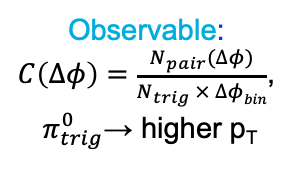 Observable:
C(Δϕ) = N_pair(Δϕ) / N_trig × Δϕ_bin,
π⁰_trig → higher p_T